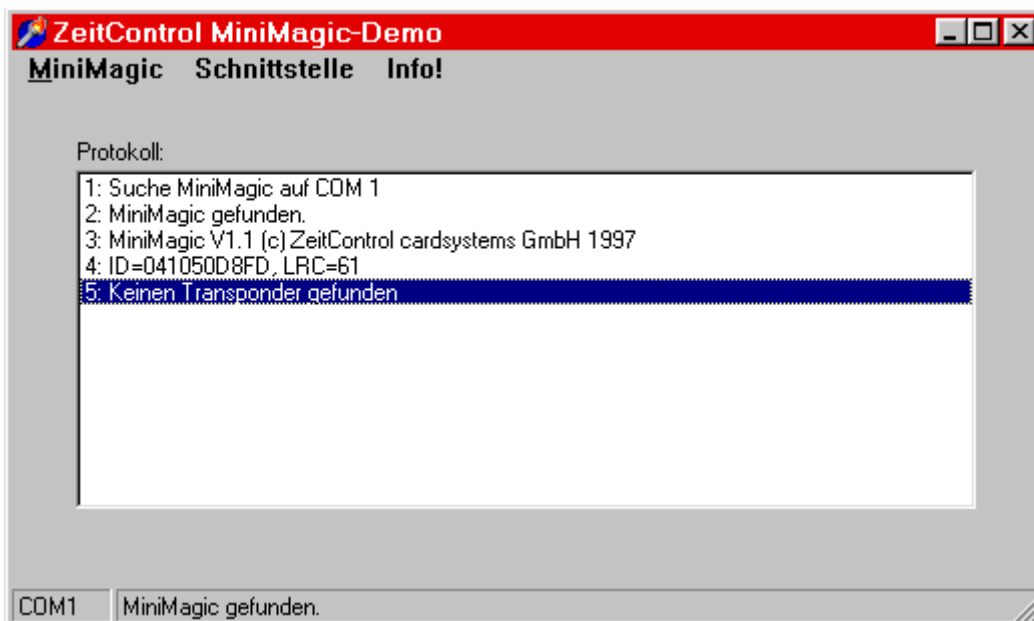 ZeitControl MiniMagic-Demo
MiniMagic Schnittstelle Info!
Protokoll:
1: Suche MiniMagic auf COM 1
2: MiniMagic gefunden.
3: MiniMagic V1.1 (c) ZeitControl cardsystems GmbH 1997
4: ID=041050D8FD, LRC=61
5: Keinen Transponder gefunden
COM1 MiniMagic gefunden.